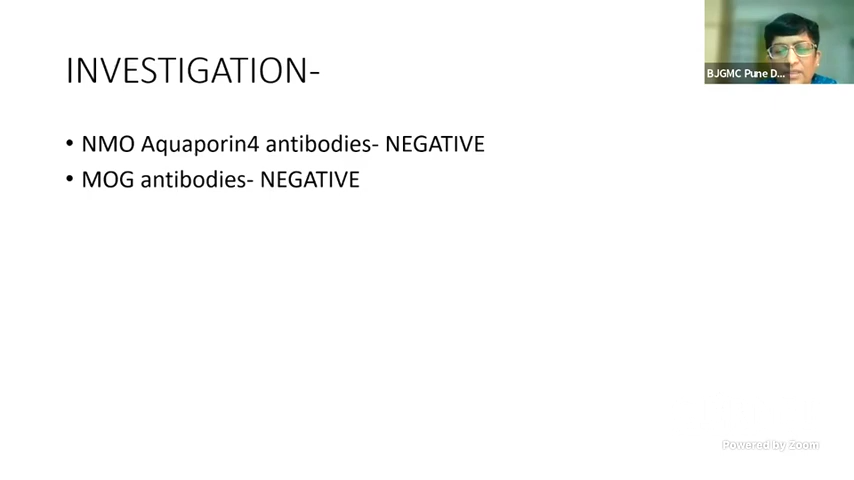 INVESTIGATION-
BJGMC Pune D...
• NMO Aquaporin4 antibodies- NEGATIVE
• MOG antibodies- NEGATIVE
Powered by Zoom